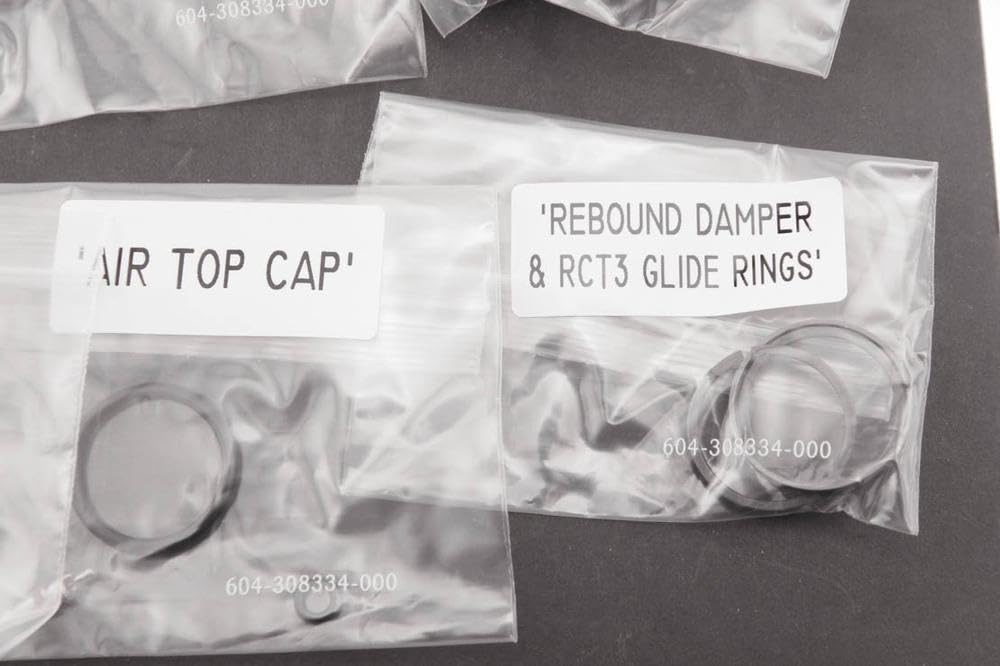 604-308334-000
AIR TOP CAP'
604-308334-000
'REBOUND DAMPER
& RCT3 GLIDE RINGS'
604-308334-000